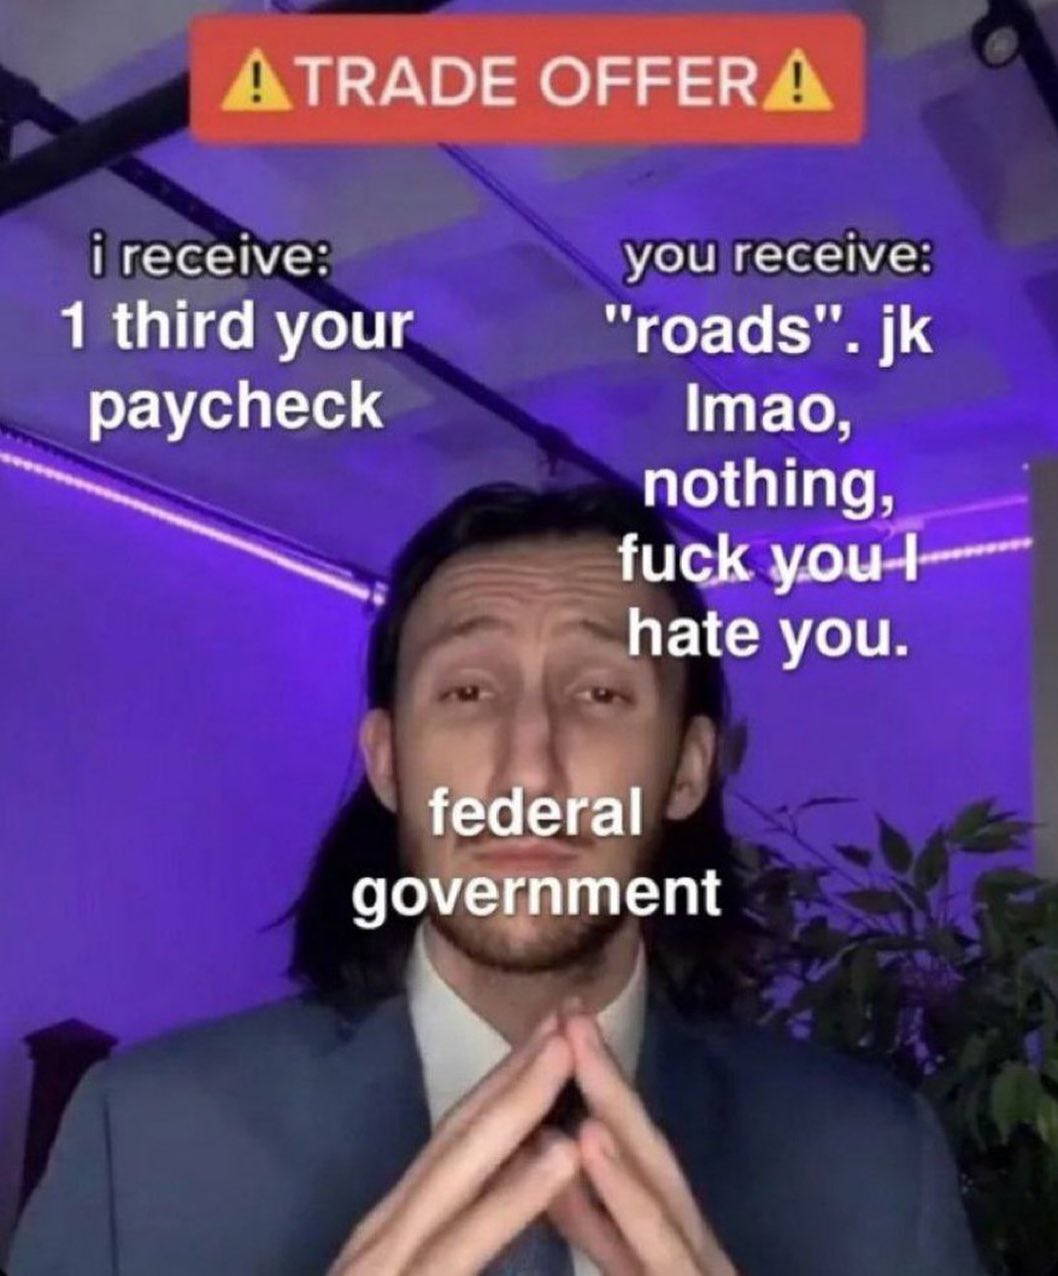 ⚠️TRADE OFFER⚠️
i receive:
1 third your
paycheck
you receive:
"roads". jk
lmao,
nothing,
fuck you I
hate you.
federal
government